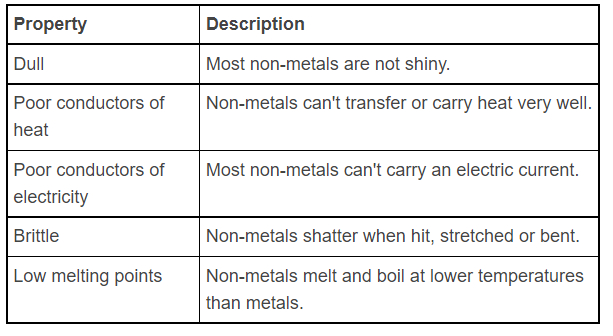 Property Description
Dull Most non-metals are not shiny.
Poor conductors of Non-metals can't transfer or carry heat very well.
heat
Poor conductors of Most non-metals can't carry an electric current.
electricity
Brittle Non-metals shatter when hit, stretched or bent.
Low melting points Non-metals melt and boil at lower temperatures
than metals.